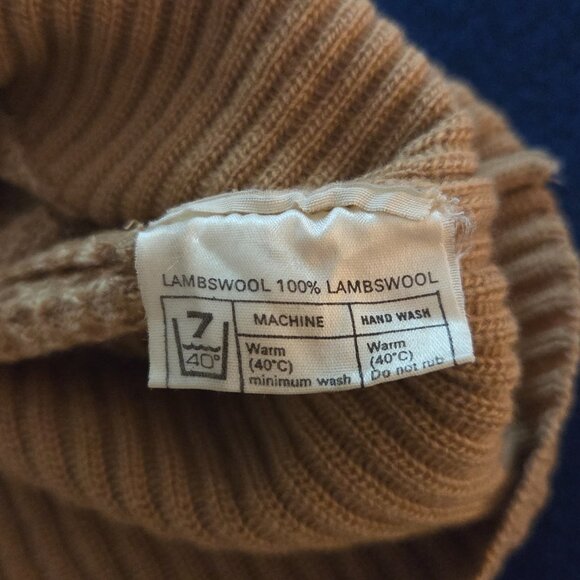 LAMBSWOOL 100% LAMBSWOOL
7
40°
MACHINE
Warm
(40°C)
minimum wash
HAND WASH
Warm
(40°C)
Do not rub